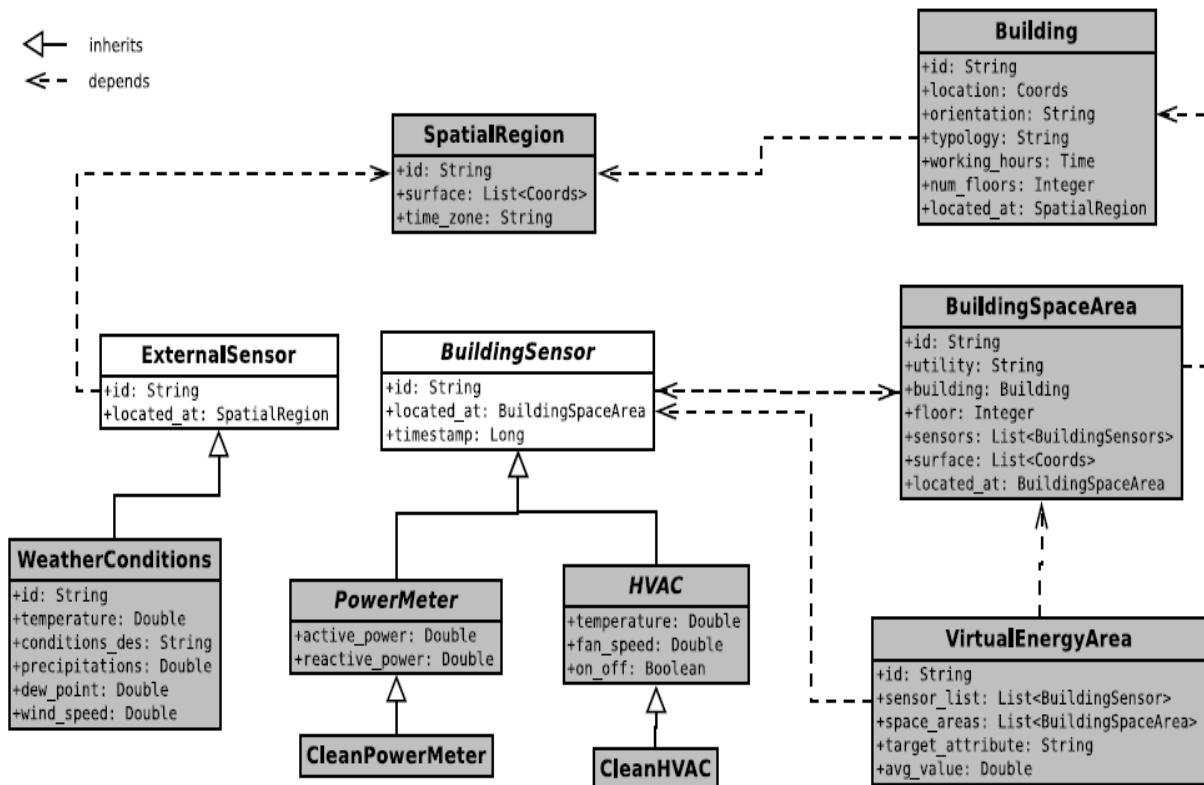 inherits
depends
Building
+id: String
+location: Coords
+orientation: String
+typology: String
+working_hours: Time
+num_floors: Integer
+located_at: SpatialRegion
SpatialRegion
+id: String
+surface: List<Coords>
+time_zone: String
ExternalSensor
+id: String
+located_at: SpatialRegion
BuildingSensor
+id: String
+located_at: BuildingSpaceArea
+timestamp: Long
BuildingSpaceArea
+id: String
+utility: String
+building: Building
+floor: Integer
+sensors: List<BuildingSensors>
+surface: List<Coords>
+located_at: BuildingSpaceArea
WeatherConditions
+id: String
+temperature: Double
+conditions_des: String
+precipitations: Double
+dew_point: Double
+wind_speed: Double
PowerMeter
+active_power: Double
+reactive_power: Double
HVAC
+temperature: Double
+fan_speed: Double
+on_off: Boolean
VirtualEnergyArea
+id: String
+sensor_list: List<BuildingSensor>
+space_areas: List<BuildingSpaceArea>
+target_attribute: String
+avg_value: Double
CleanPowerMeter
CleanHVAC